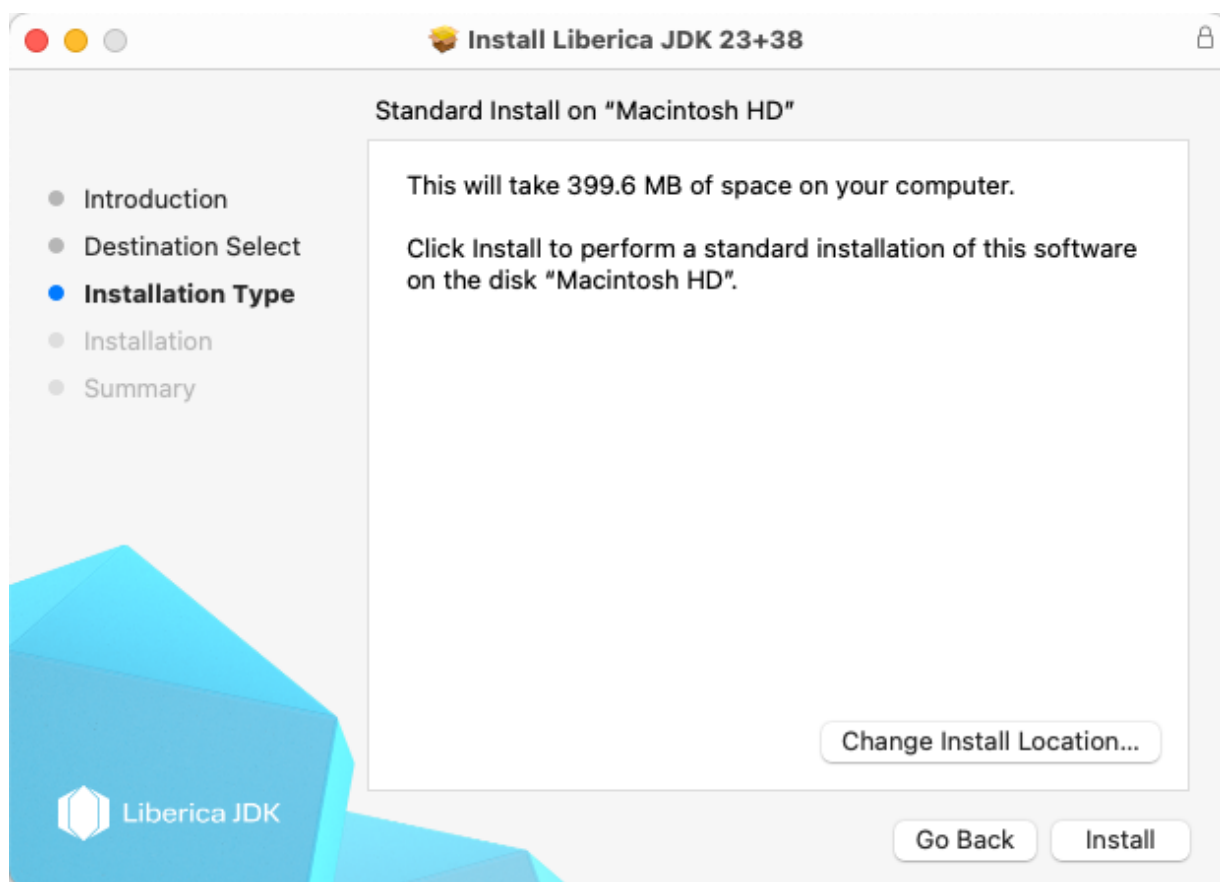 Install Liberica JDK 23+38
Standard Install on “Macintosh HD”
Introduction
Destination Select
Installation Type
Installation
Summary
This will take 399.6 MB of space on your computer.
Click Install to perform a standard installation of this software
on the disk “Macintosh HD”.
Change Install Location...
Liberica JDK
Go Back
Install